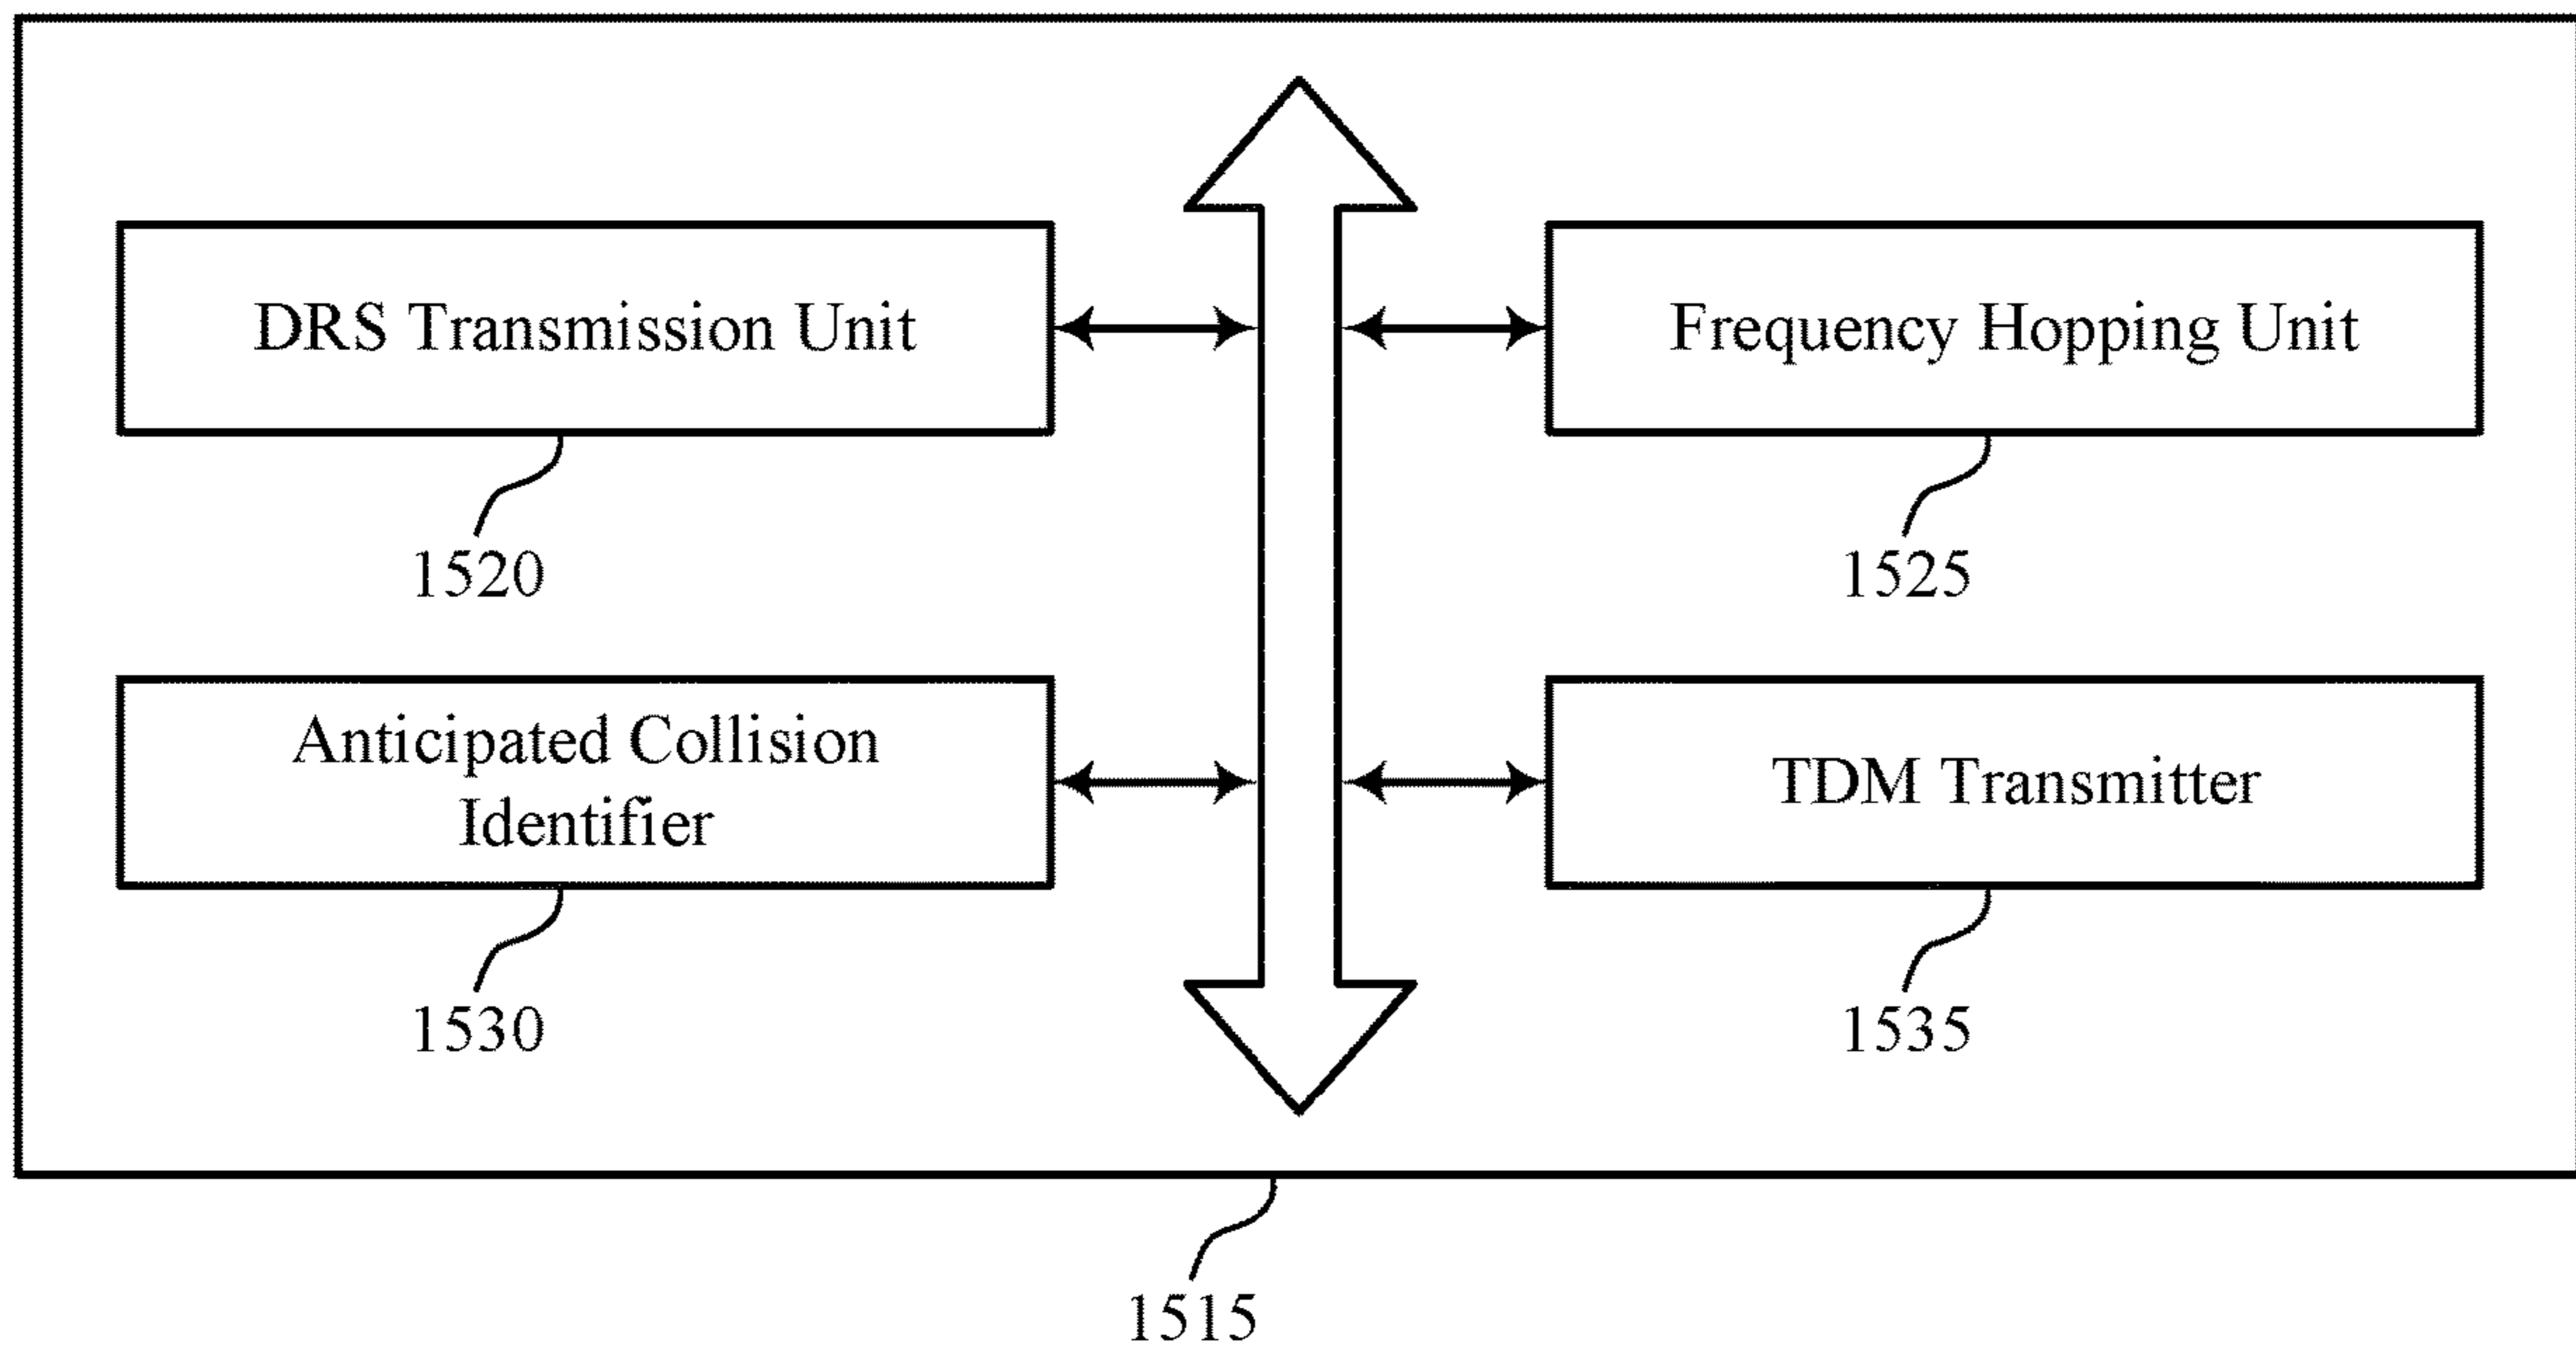 DRS Transmission Unit
Frequency Hopping Unit
1520
1525
Anticipated Collision
Identifier
TDM Transmitter
1530
1535
1515